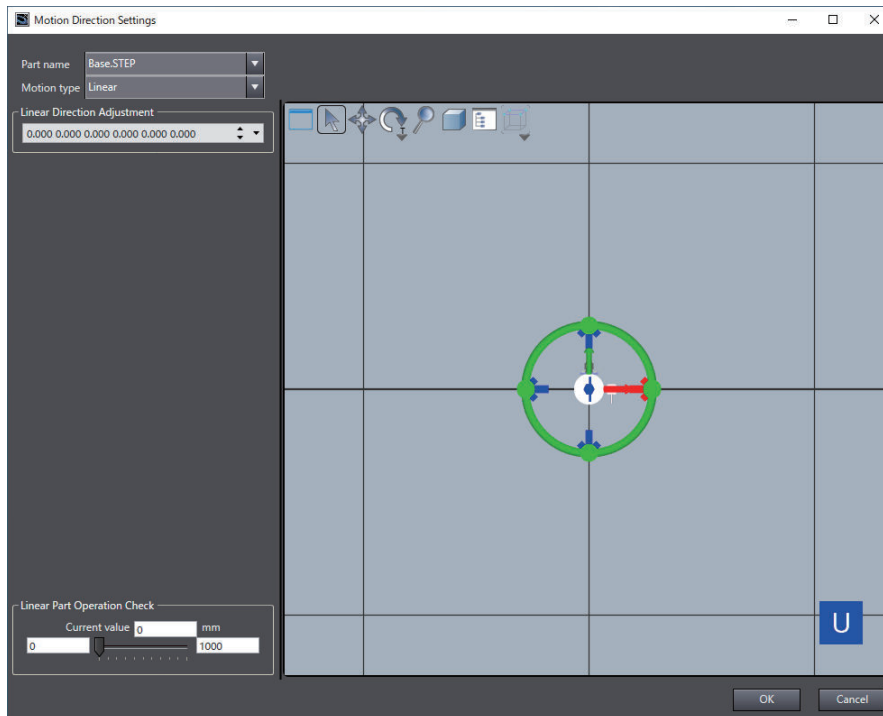 Motion Direction Settings
Part name Base.STEP
Motion type Linear
Linear Direction Adjustment
0.000 0.000 0.000 0.000 0.000 0.000
T
T
U
Linear Part Operation Check
Current value 0 mm
0 1000
OK Cancel